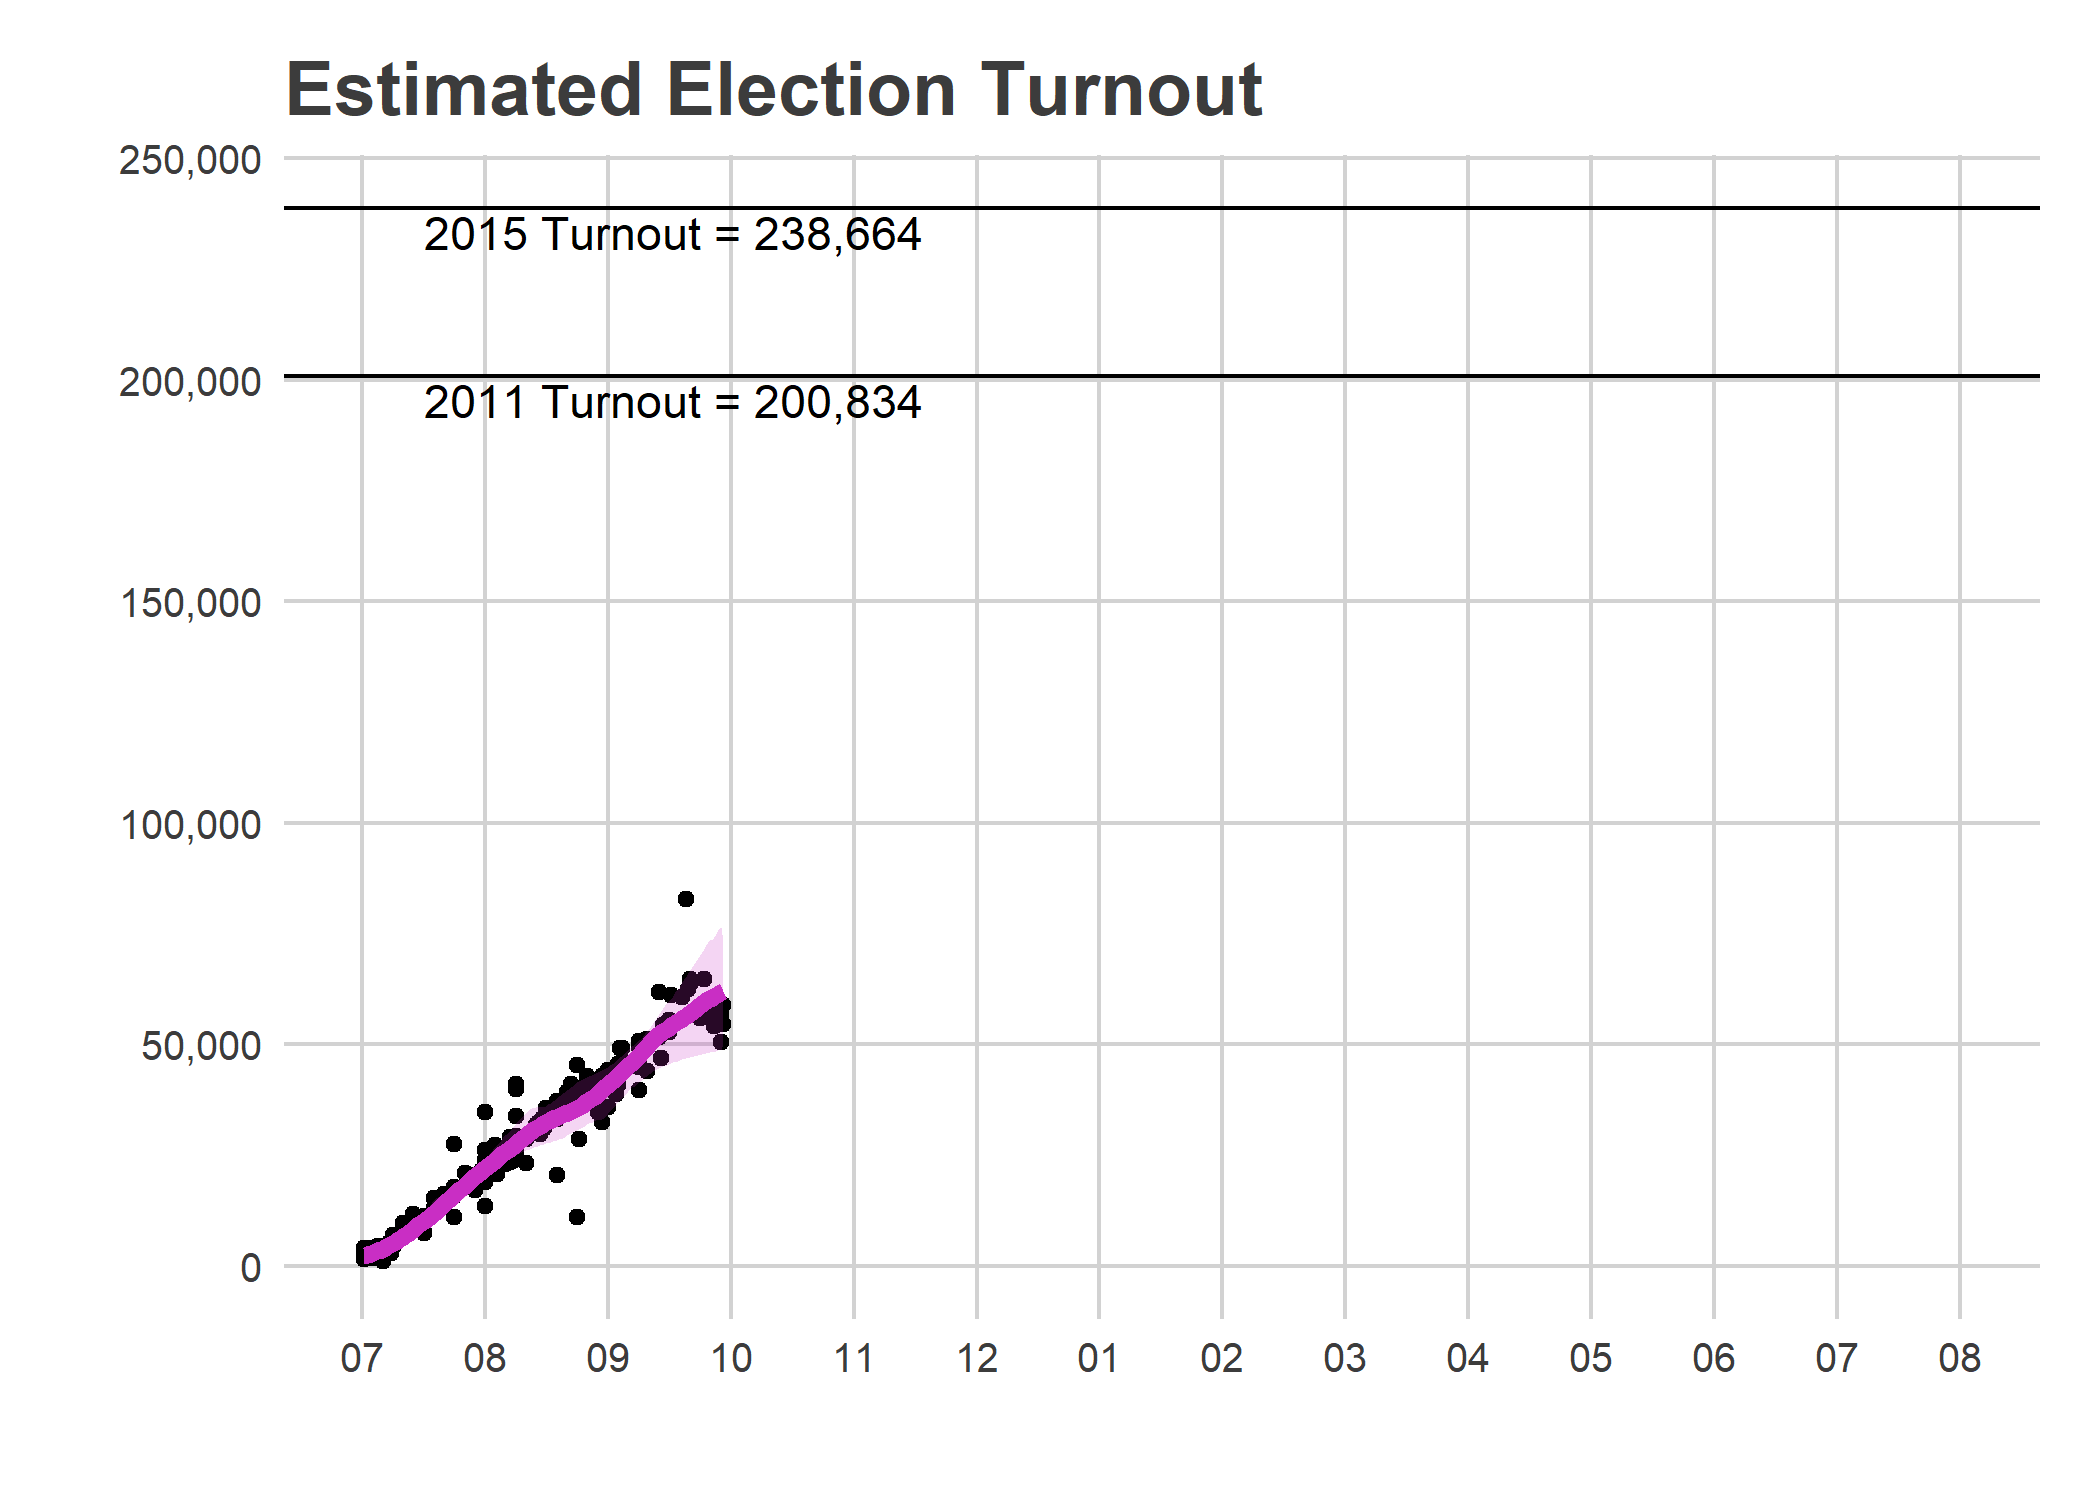 Estimated Election Turnout
250,000
2015 Turnout = 238,664
200,000
2011 Turnout = 200,834
150,000
100,000
50,000
0
07 08 09 10 11 12 01 02 03 04 05 06 07 08